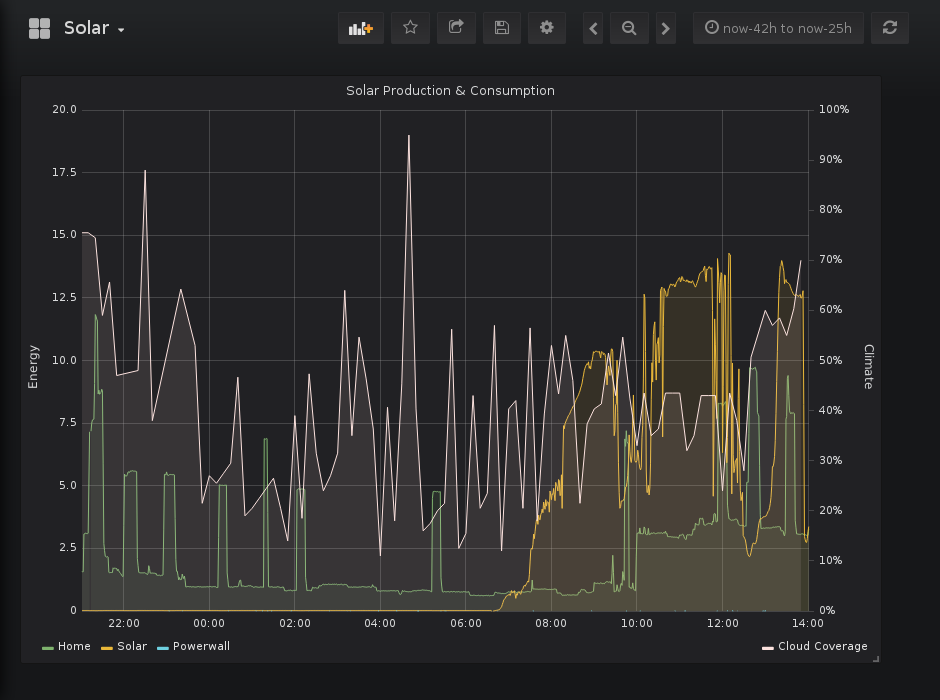 Solar
now-42h to now-25h
Solar Production & Consumption
20.0
17.5
15.0
12.5
10.0
7.5
5.0
2.5
0
Energy
100%
90%
80%
70%
60%
50%
40%
30%
20%
10%
0%
Climate
22:00 00:00 02:00 04:00 06:00 08:00 10:00 12:00 14:00
Home Solar Powerwall Cloud Coverage